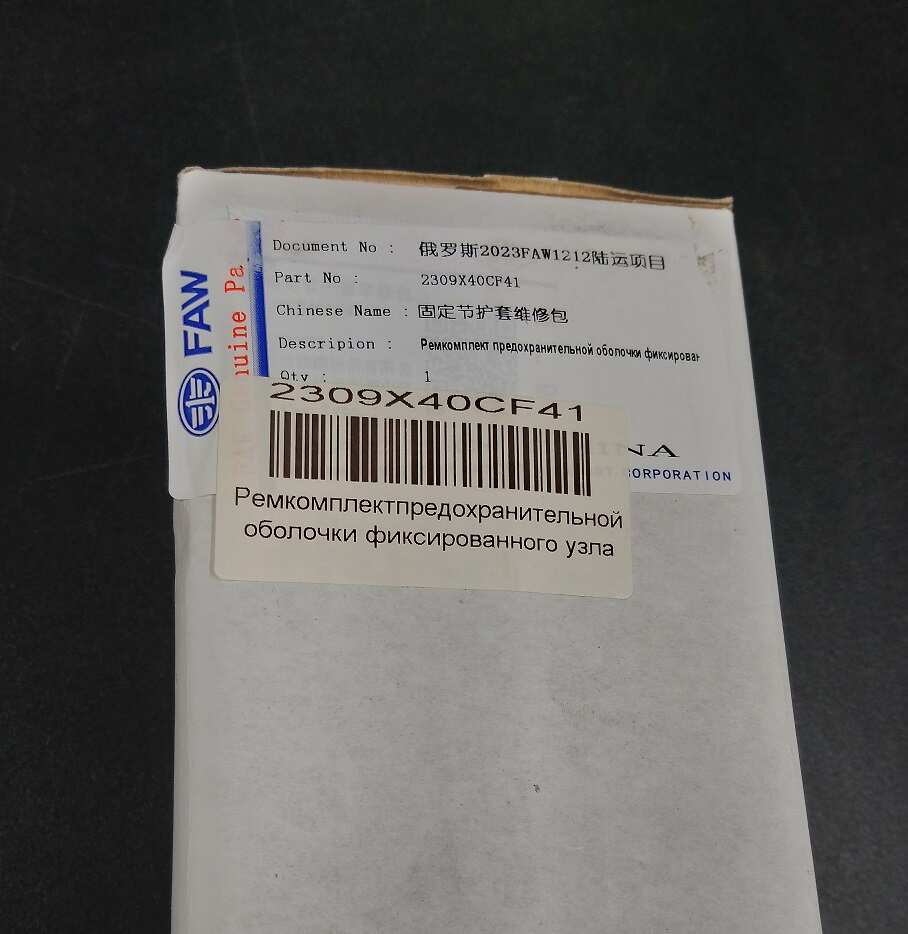 FAW
nuine Pa
Document No : 俄罗斯2023FAW1212陆运项目
Part No : 2309X40CF41
Chinese Name : 固定节护套维修包
Descripion : Ремкомплект предохранительной оболочки фиксирован
Qty : 1
2309X40CF41
INA
CORPORATION
Ремкомплектпредохранительной
оболочки фиксированного узла